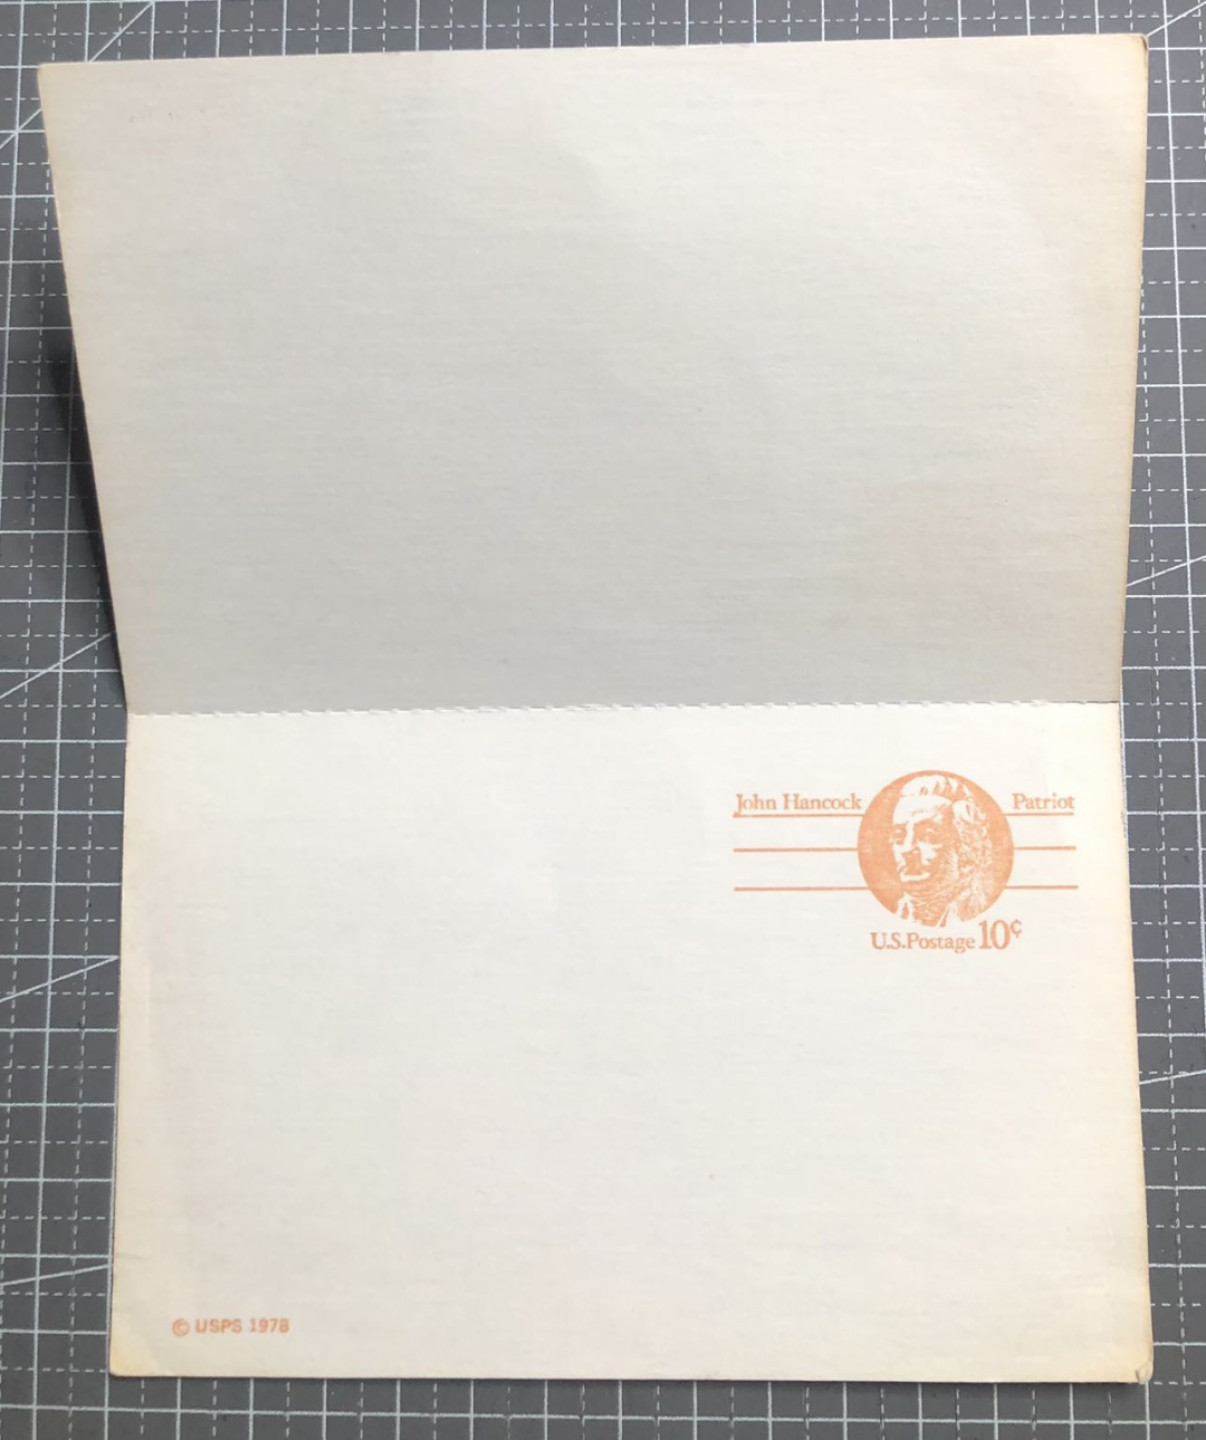 John Hancock Patriot
U.S.Postage 10¢
© USPS 1978